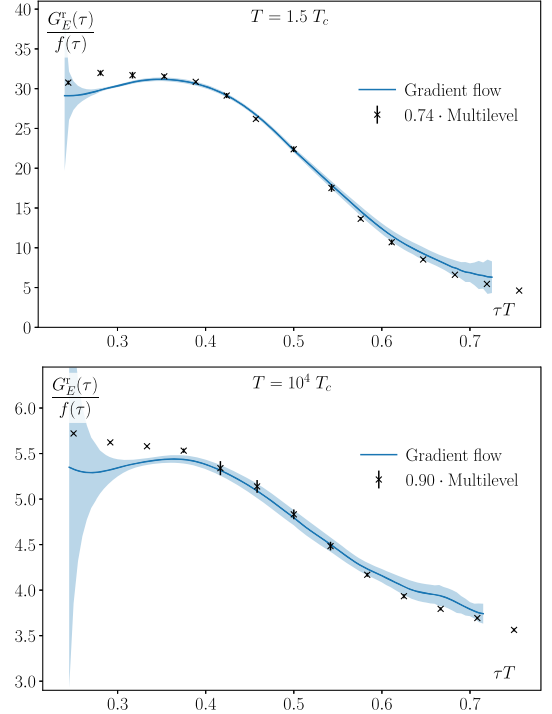 40
35
30
25
20
15
10
5
0
G_E^r(τ)
f(τ)
T = 1.5 T_c
Gradient flow
0.74 · Multilevel
τT
0.3
0.4
0.5
0.6
0.7
6.0
5.5
5.0
4.5
4.0
3.5
3.0
G_E^r(τ)
f(τ)
T = 10^4 T_c
Gradient flow
0.90 · Multilevel
τT
0.3
0.4
0.5
0.6
0.7